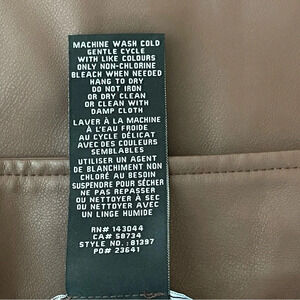 MACHINE WASH COLD
GENTLE CYCLE
WITH LIKE COLOURS
ONLY NON-CHLORINE
BLEACH WHEN NEEDED
HANG TO DRY
DO NOT IRON
OR DRY CLEAN
OR CLEAN WITH
DAMP CLOTH
LAVER À LA MACHINE
À L'EAU FROIDE
AU CYCLE DÉLICAT
AVEC DES COULEURS
SEMBLABLES
UTILISER UN AGENT
DE BLANCHIMENT NON
CHLORÉ AU BESOIN
SUSPENDRE POUR SÉCHER
NE PAS REPASSER
OU NETTOYER À SEC
OU NETTOYER AVEC
UN LINGE HUMIDE
RN# 143044
CA# 58734
STYLE NO. : 81397
PO# 23641